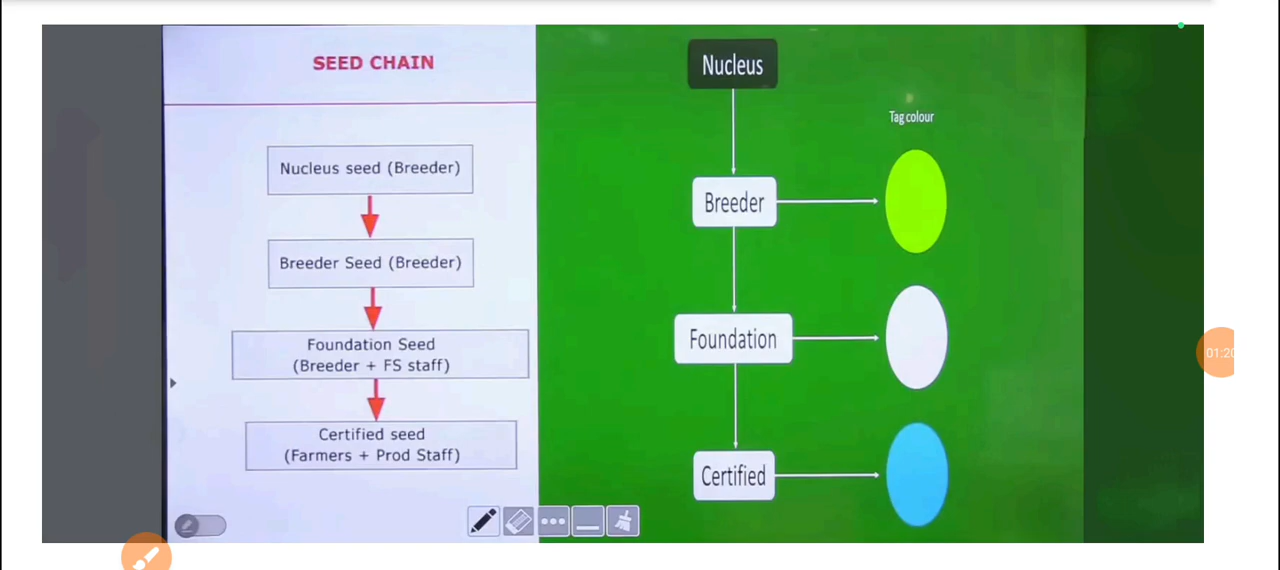 SEED CHAIN
Nucleus seed (Breeder)
Breeder Seed (Breeder)
Foundation Seed
(Breeder + FS staff)
Certified seed
(Farmers + Prod Staff)
Nucleus
Tag colour
Breeder
Foundation
Certified
01:20